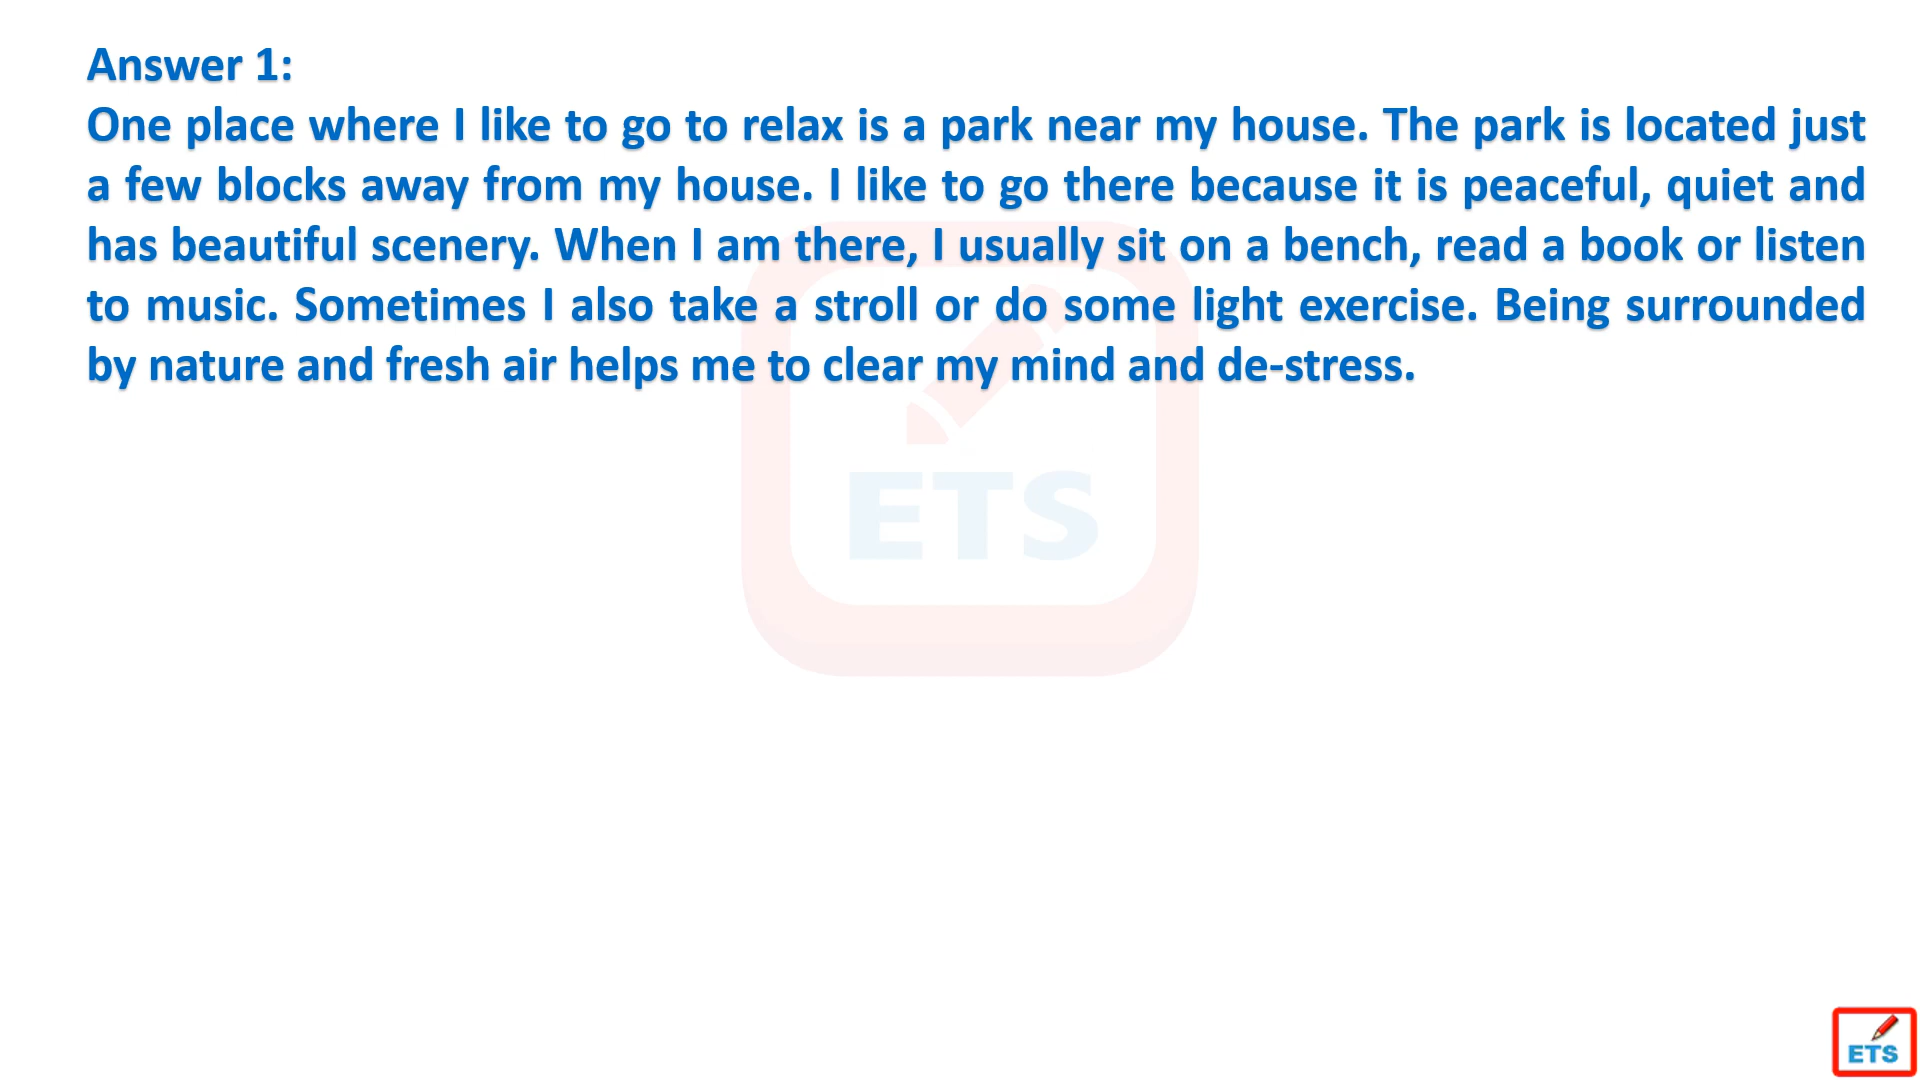 Answer 1:
One place where I like to go to relax is a park near my house. The park is located just
a few blocks away from my house. I like to go there because it is peaceful, quiet and
has beautiful scenery. When I am there, I usually sit on a bench, read a book or listen
to music. Sometimes I also take a stroll or do some light exercise. Being surrounded
by nature and fresh air helps me to clear my mind and de-stress.
ETS
ETS